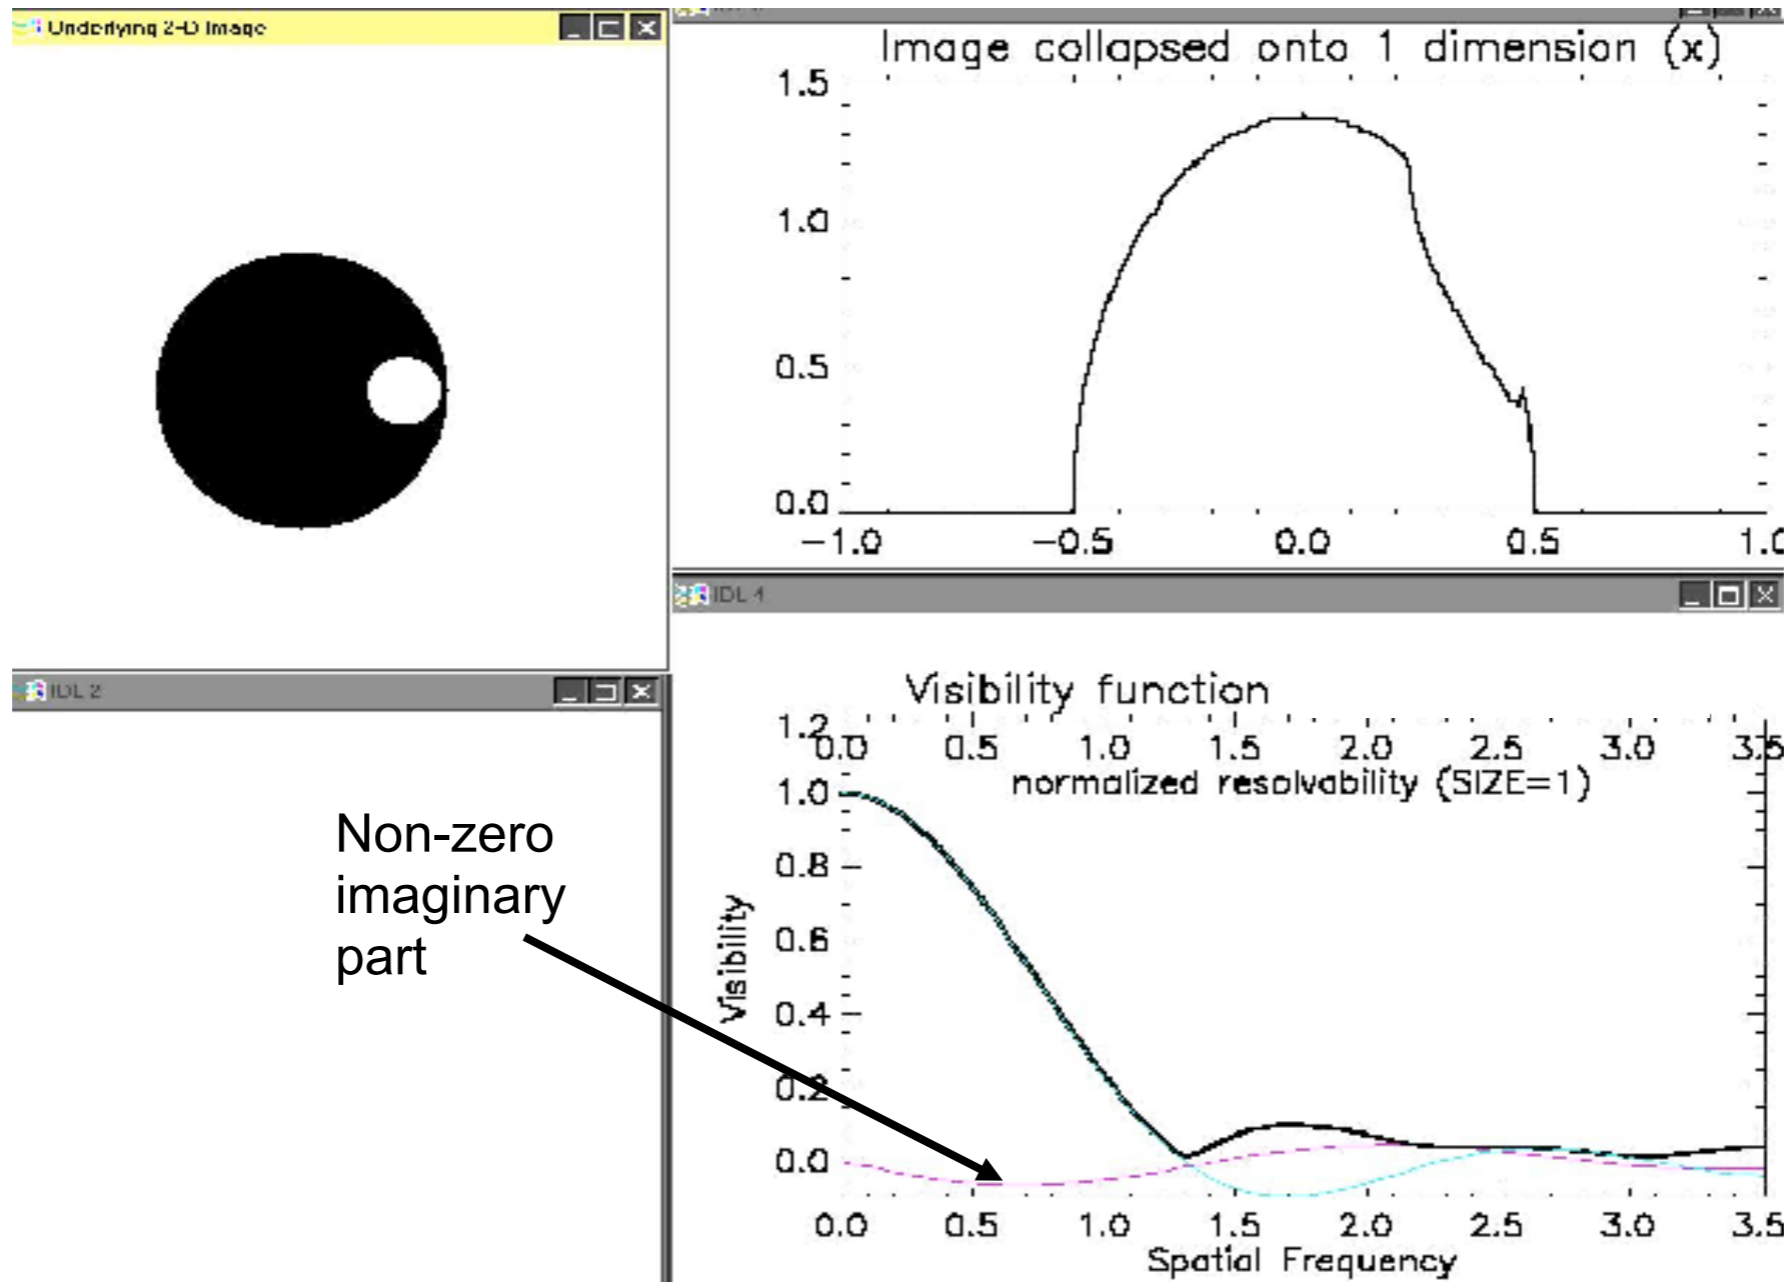 Underlying 2-D Image
Image collapsed onto 1 dimension (x)
1.5
1.0
0.5
0.0
-1.0 -0.5 0.0 0.5 1.0
IDL 4
IDL 2
Visibility function
1.2
0.0 0.5 1.0 1.5 2.0 2.5 3.0 3.5
normalized resolvability (SIZE=1)
1.0
0.8
0.6
0.4
0.2
0.0
Visibility
0.0 0.5 1.0 1.5 2.0 2.5 3.0 3.5
Spatial Frequency
Non-zero
imaginary
part